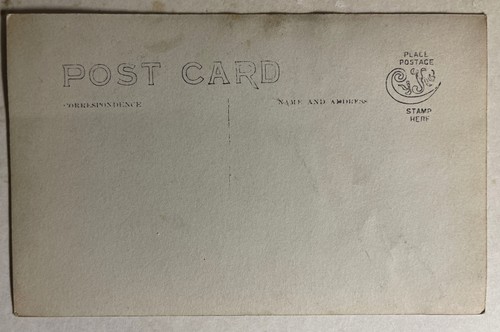 POST CARD
CORRESPONDENCE
NAME AND ADDRESS
PLACE
POSTAGE
STAMP
HERE